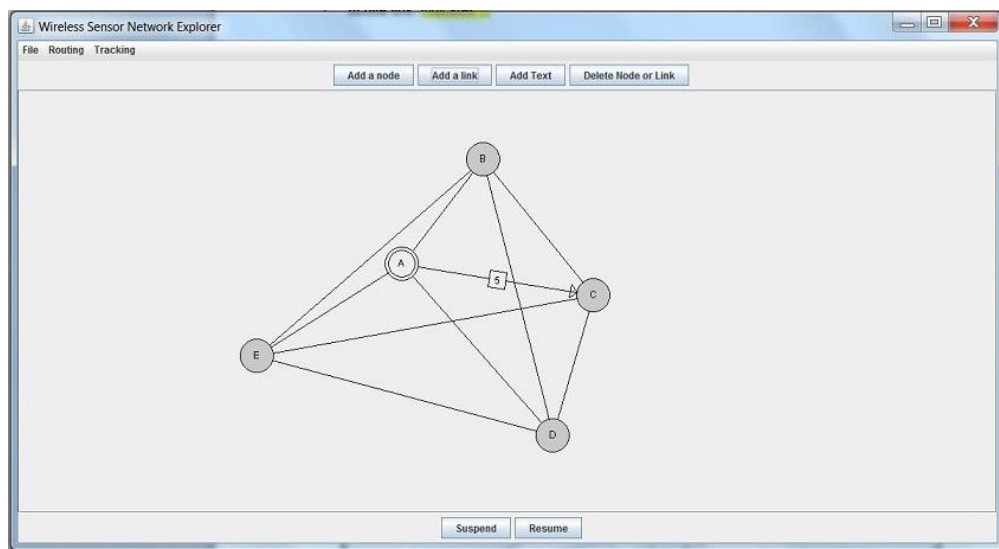 Wireless Sensor Network Explorer
File Routing Tracking
Add a node Add a link Add Text Delete Node or Link
B
A
5
C
E
D
Suspend Resume